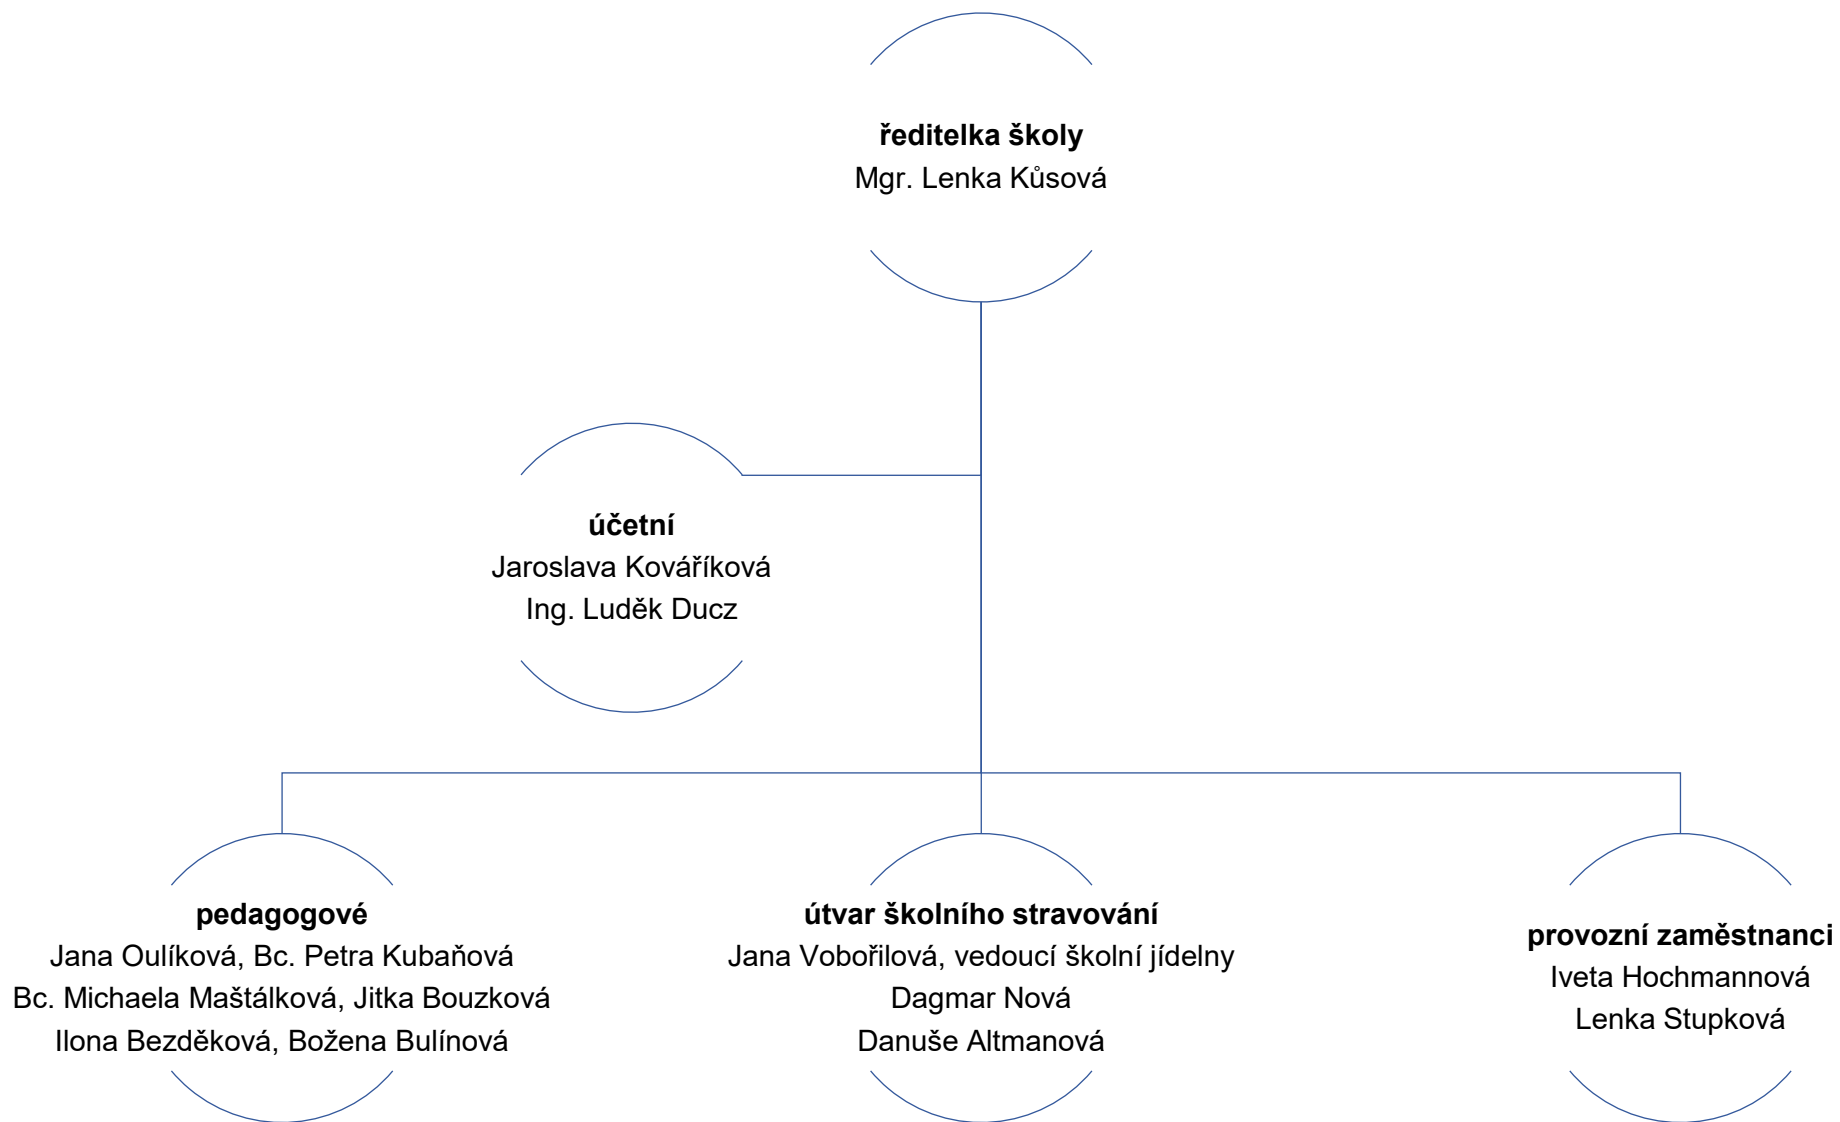 ředitelka školy
Mgr. Lenka Kůsová
účetní
Jaroslava Kováříková
Ing. Luděk Ducz
pedagogové
Jana Oulíková, Bc. Petra Kubaňová
Bc. Michaela Maštálková, Jitka Bouzková
Ilona Bezděková, Božena Bulínová
útvar školního stravování
Jana Vobořilová, vedoucí školní jídelny
Dagmar Nová
Danuše Altmanová
provozní zaměstnanci
Iveta Hochmannová
Lenka Stupková